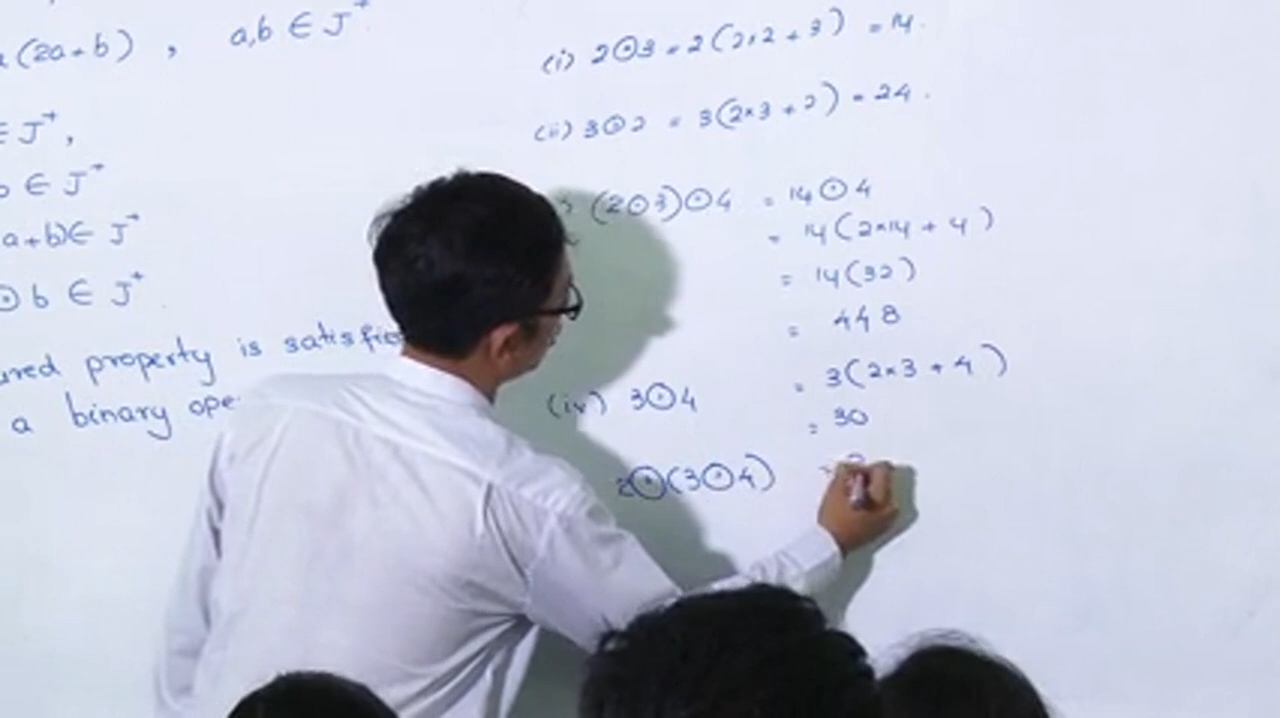 a(2a+b) , a,b ∈ J⁺
∈ J⁺,
b ∈ J⁺
a+b)∈ J⁺
⊙ b ∈ J⁺
property is satisfie
a binary ope
(i) 2⊙3 = 2(2×2 + 3) = 14.
(ii) 3⊙2 = 3(2×3 + 2) = 24.
(2⊙3)⊙4 = 14⊙4
= 14(2×14 + 4)
= 14(32)
= 448
(iv) 3⊙4 = 3(2×3 + 4)
= 30
2⊙(3⊙4) =